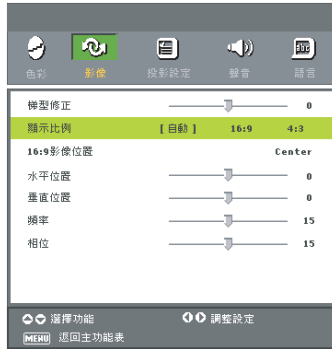 色彩 影像 投影設定 聲音 語言
梯型修正 0
顯示比例 [自動] 16:9 4:3
16:9影像位置 Center
水平位置 0
垂直位置 0
頻率 15
相位 15
選擇功能 調整設定
MENU 返回主功能表